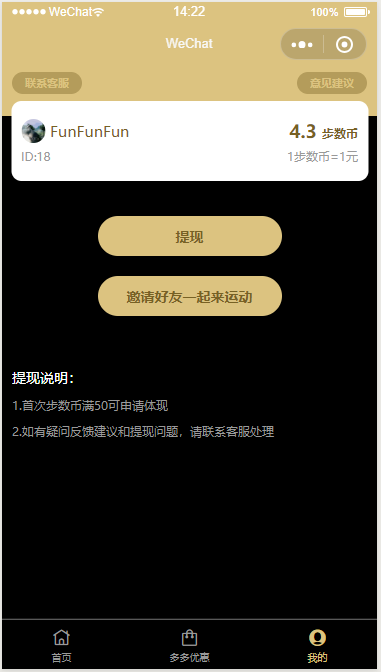 WeChat 14:22 100%
WeChat
联系客服 意见建议
FunFunFun 4.3 步数币
ID:18 1步数币=1元
提现
邀请好友一起来运动
提现说明：
1.首次步数币满50可申请体现
2.如有疑问反馈建议和提现问题，请联系客服处理
首页 多多优惠 我的